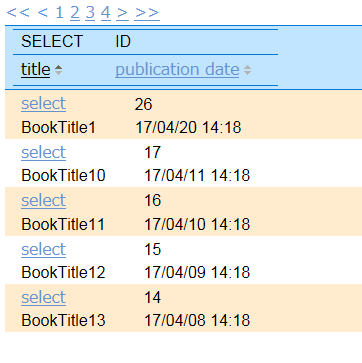 << < 1 2 3 4 > >>
SELECT ID
title publication date
select 26
BookTitle1 17/04/20 14:18
select 17
BookTitle10 17/04/11 14:18
select 16
BookTitle11 17/04/10 14:18
select 15
BookTitle12 17/04/09 14:18
select 14
BookTitle13 17/04/08 14:18